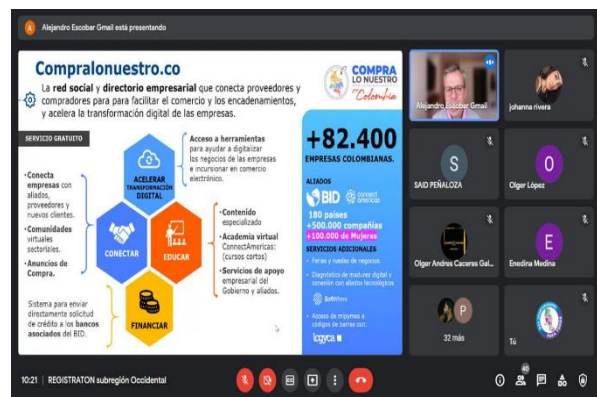 A Alejandro Escobar Gmail está presentando
Compralonuestro.co
La red social y directorio empresarial que conecta proveedores y
compradores para para facilitar el comercio y los encadenamientos,
y acelera la transformación digital de las empresas.
COMPRA
LO NUESTRO
Colombia
SERVICIO GRATUITO
•Conecta
empresas con
aliados,
proveedores y
nuevos clientes.
•Comunidades
virtuales
sectoriales.
•Anuncios de
Compra.
Sistema para enviar
directamente solicitud
de crédito a los bancos
asociados del BID.
ACELERAR
TRANSFORMACIÓN
DIGITAL
CONECTAR
EDUCAR
FINANCIAR
Acceso a herramientas
para ayudar a digitalizar
los negocios de las empresas
e incursionar en comercio
electrónico.
•Contenido
especializado
•Academia virtual
ConnectAmericas:
(cursos cortos)
•Servicios de apoyo
empresarial del
Gobierno y aliados.
+82.400
EMPRESAS COLOMBIANAS.
ALIADOS
BID connect americas
180 países
+500.000 compañías
+100.000 de Mujeres
SERVICIOS ADICIONALES
- Ferias y ruedas de negocios.
- Diagnóstico de madurez digital y
conexión con aliados tecnológicos.
SoftWhere
- Acceso de mipymes a
códigos de barras con:
logyca
Alejandro Escobar Gmail
johanna rivera
S
SAID PEÑALOZA
O
Olger López
Olger Andres Caceres Gal...
E
Enedina Medina
P
32 más
Tú
10:21 | REGISTRATON subregión Occidental
40